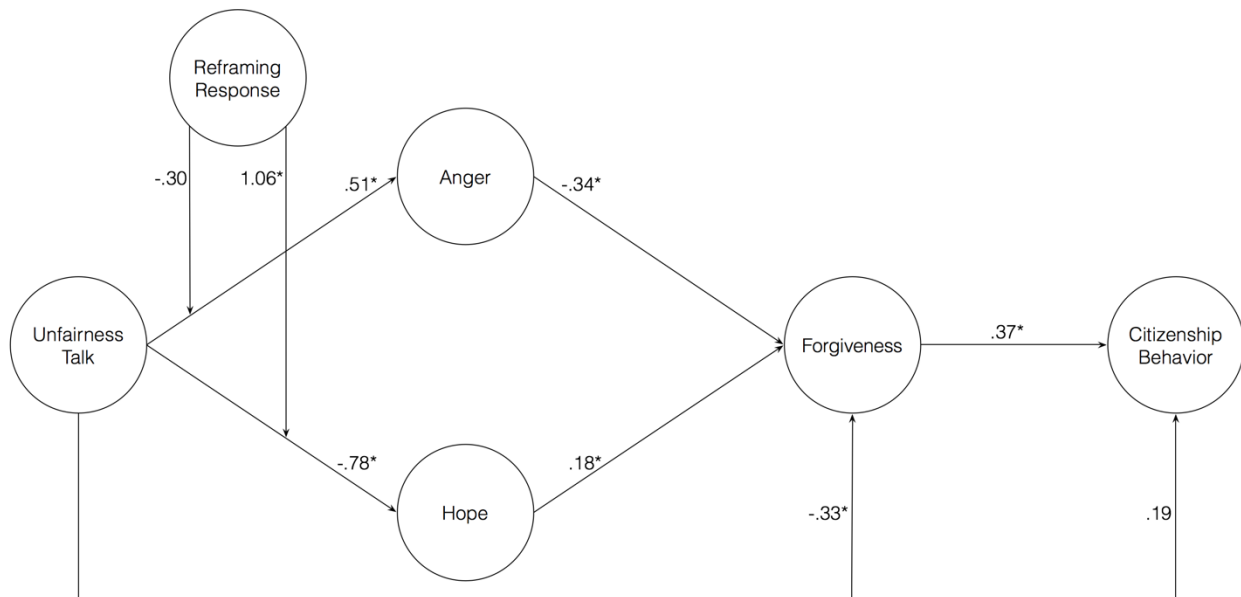 Reframing
Response
-.30
1.06*
.51*
Anger
-.34*
Unfairness
Talk
Forgiveness
.37*
Citizenship
Behavior
-.78*
Hope
.18*
-.33*
.19